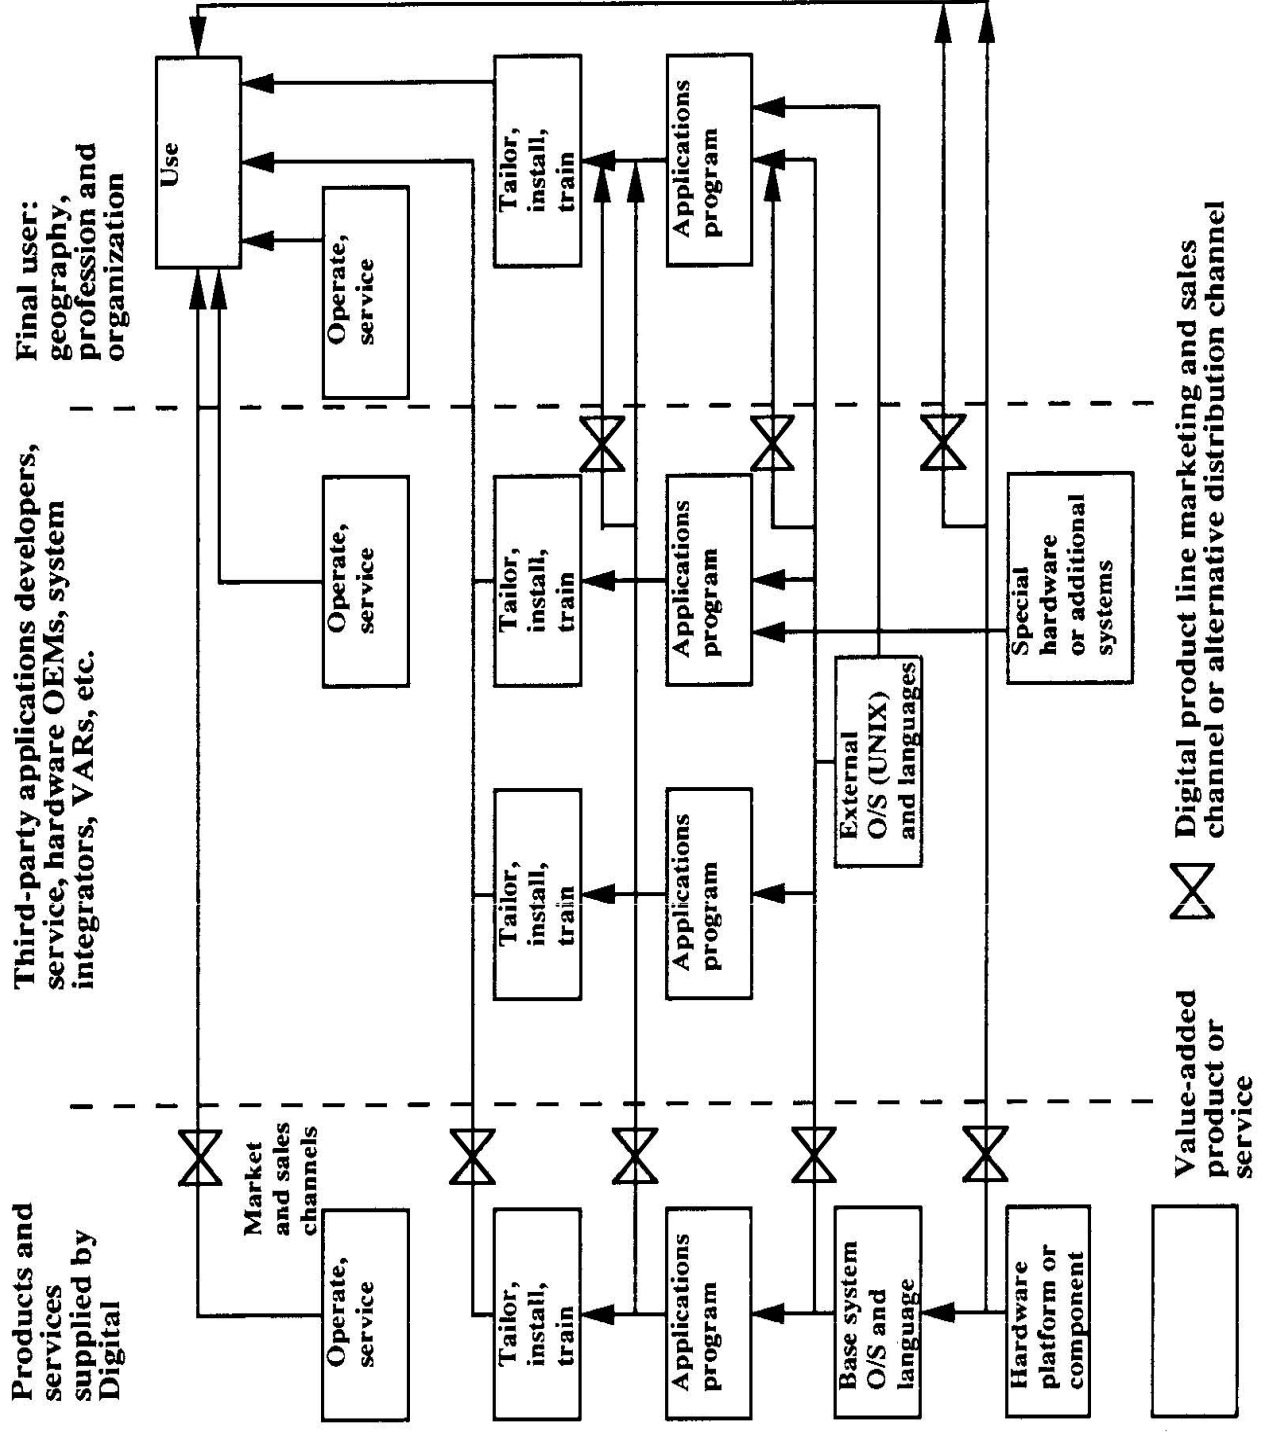 Products and
services
supplied by
Digital
Third-party applications developers,
service, hardware OEMs, system
integrators, VARs, etc.
Final user:
geography,
profession and
organization
Use
Market
and sales
channels
Operate,
service
Operate,
service
Operate,
service
Tailor,
install,
train
Tailor,
install,
train
Tailor,
install,
train
Tailor,
install,
train
Applications
program
Applications
program
Applications
program
Applications
program
Base system
O/S and
language
External
O/S (UNIX)
and languages
Hardware
platform or
component
Special
hardware
or additional
systems
Value-added
product or
service
Digital product line marketing and sales
channel or alternative distribution channel